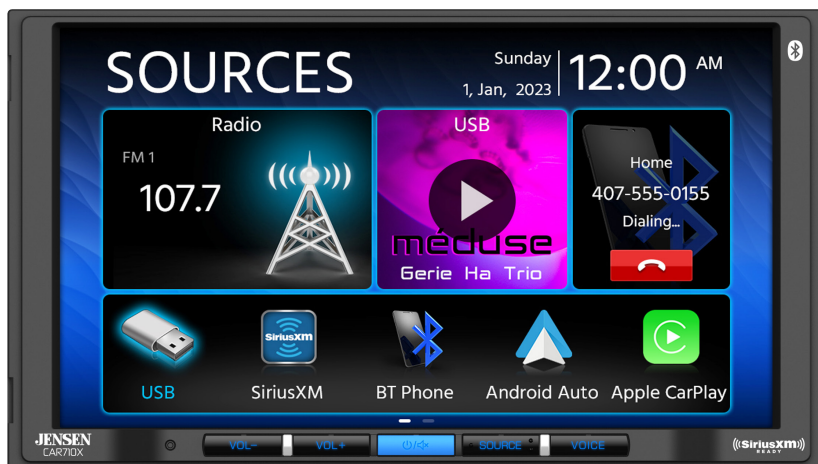 SOURCES
Sunday
1, Jan, 2023
12:00 AM
Radio
FM 1
107.7
USB
méduse
Gerie Ha Trio
Home
407-555-0155
Dialing...
SiriusXM
USB
SiriusXM
BT Phone
Android Auto
Apple CarPlay
JENSEN
CAR710X
VOL-
VOL+
SOURCE
VOICE
((SiriusXM))
READY